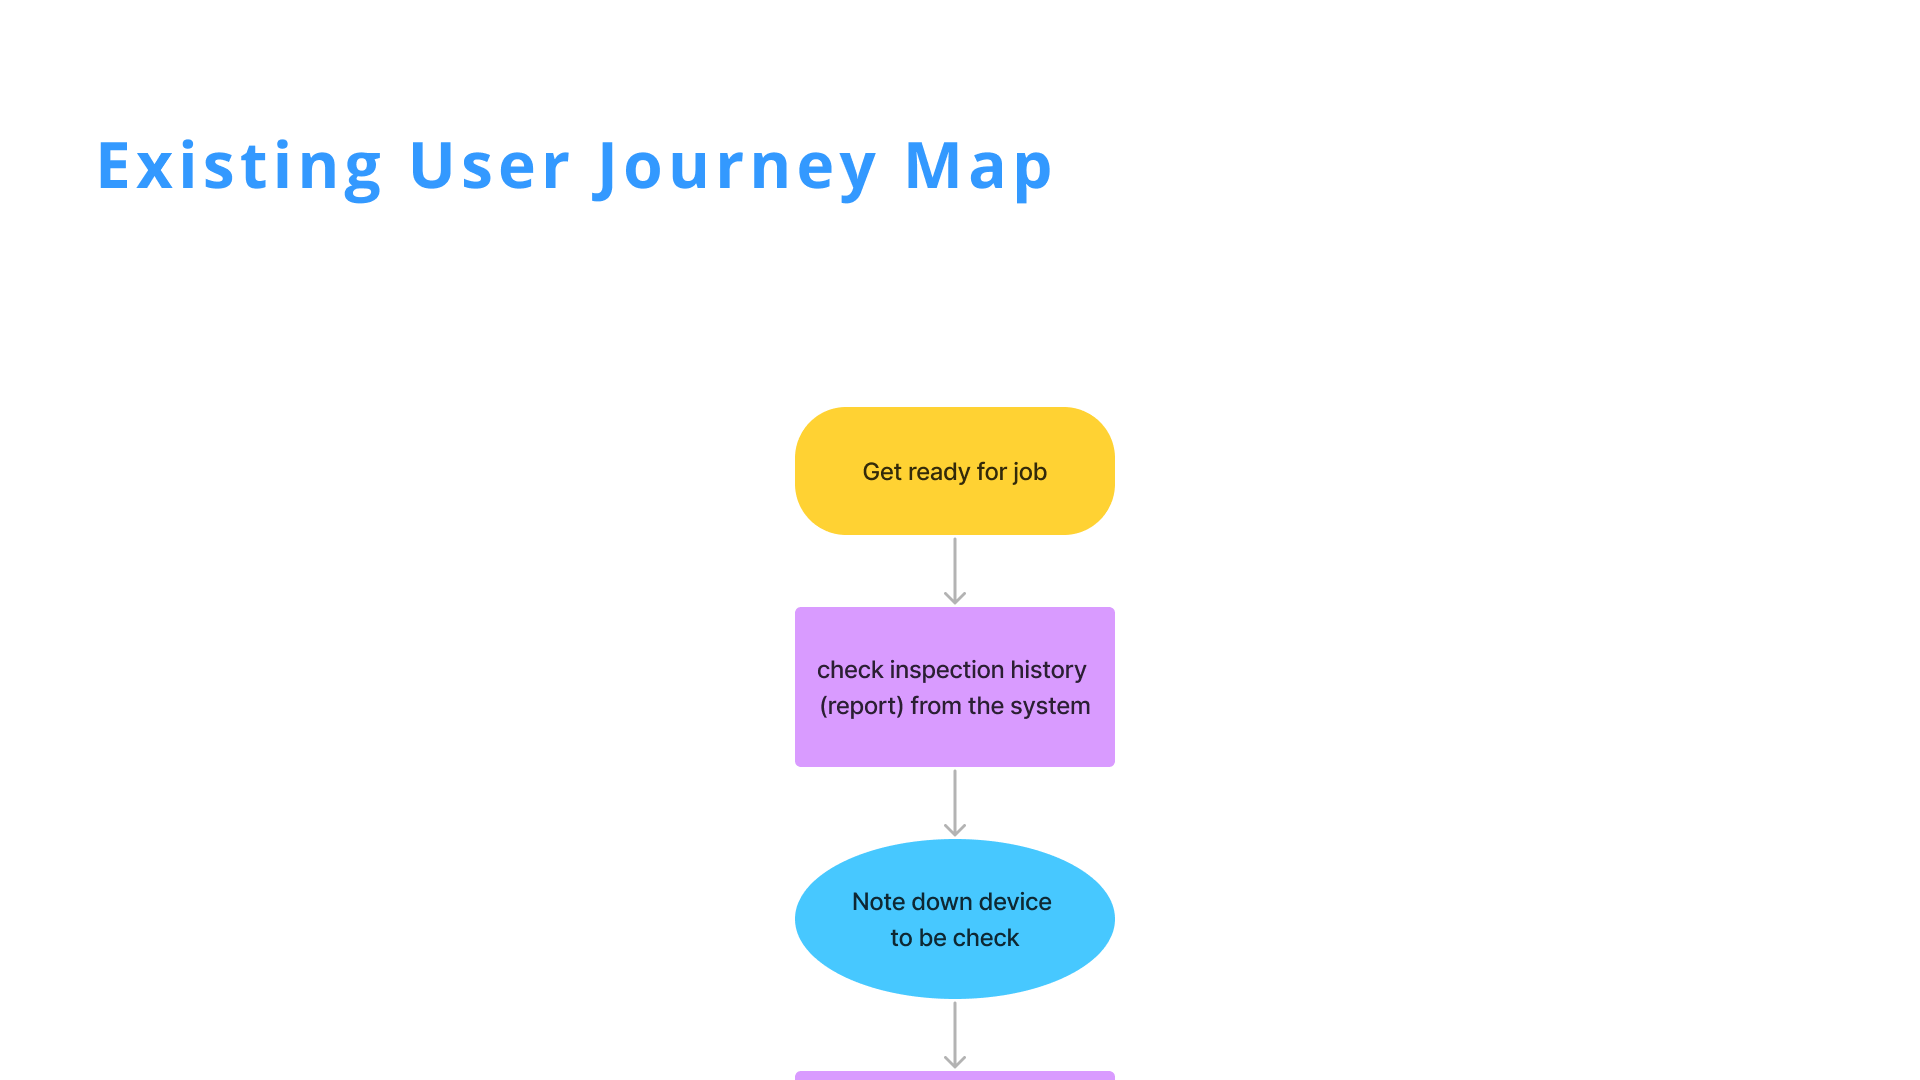 Existing User Journey Map
Get ready for job
check inspection history
(report) from the system
Note down device
to be check